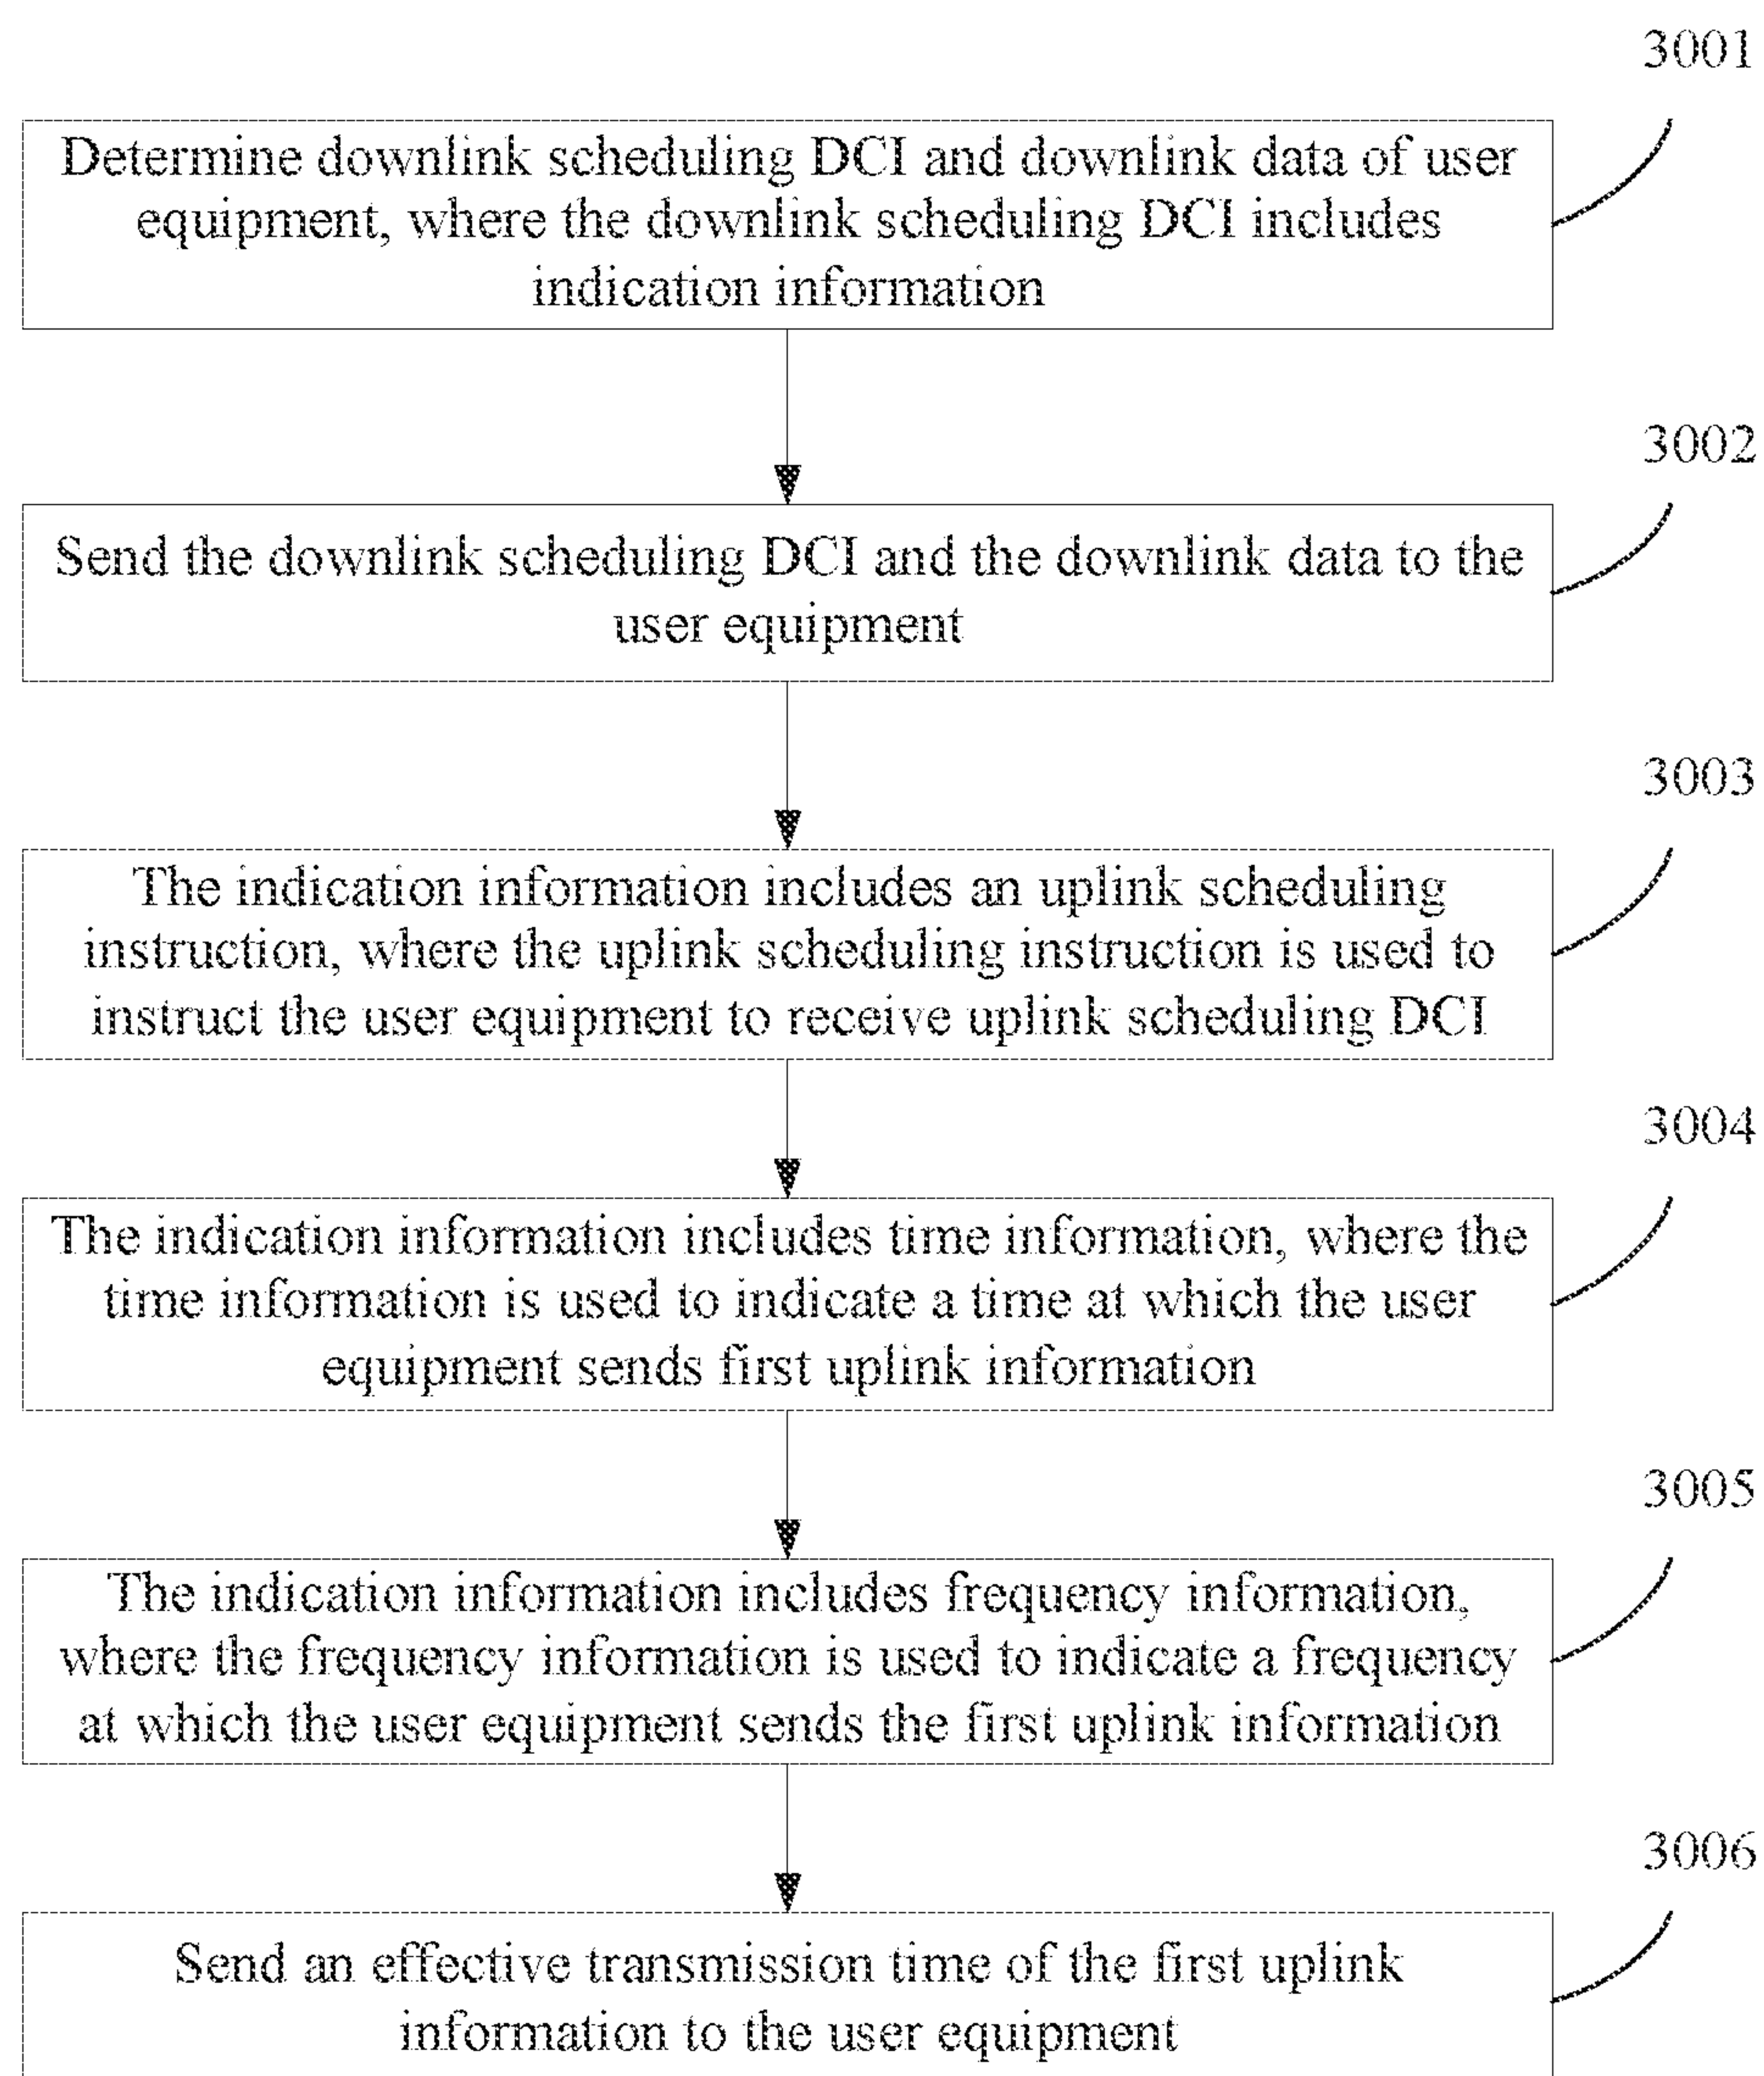 3001
Determine downlink scheduling DCI and downlink data of user
equipment, where the downlink scheduling DCI includes
indication information
3002
Send the downlink scheduling DCI and the downlink data to the
user equipment
3003
The indication information includes an uplink scheduling
instruction, where the uplink scheduling instruction is used to
instruct the user equipment to receive uplink scheduling DCI
3004
The indication information includes time information, where the
time information is used to indicate a time at which the user
equipment sends first uplink information
3005
The indication information includes frequency information,
where the frequency information is used to indicate a frequency
at which the user equipment sends the first uplink information
3006
Send an effective transmission time of the first uplink
information to the user equipment